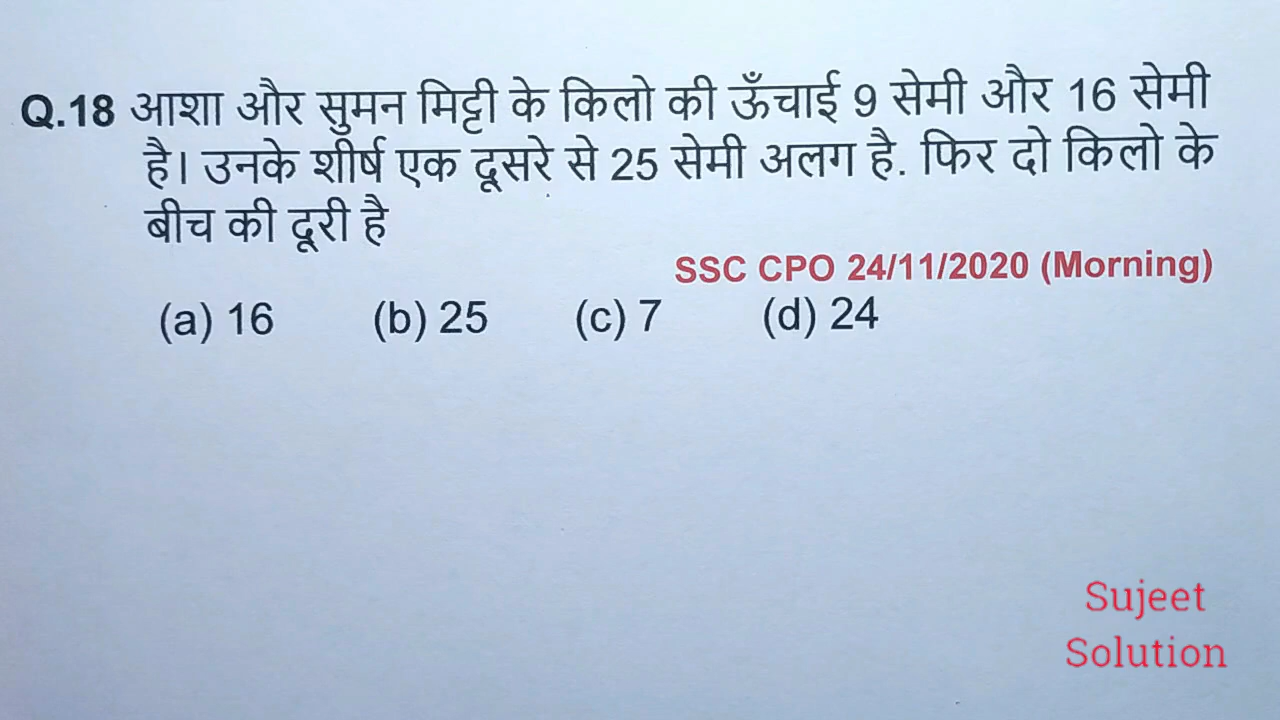 Q.18 आशा और सुमन मिट्टी के किलो की ऊँचाई 9 सेमी और 16 सेमी
है। उनके शीर्ष एक दूसरे से 25 सेमी अलग है. फिर दो किलो के
बीच की दूरी है
SSC CPO 24/11/2020 (Morning)
(a) 16 (b) 25 (c) 7 (d) 24
Sujeet
Solution